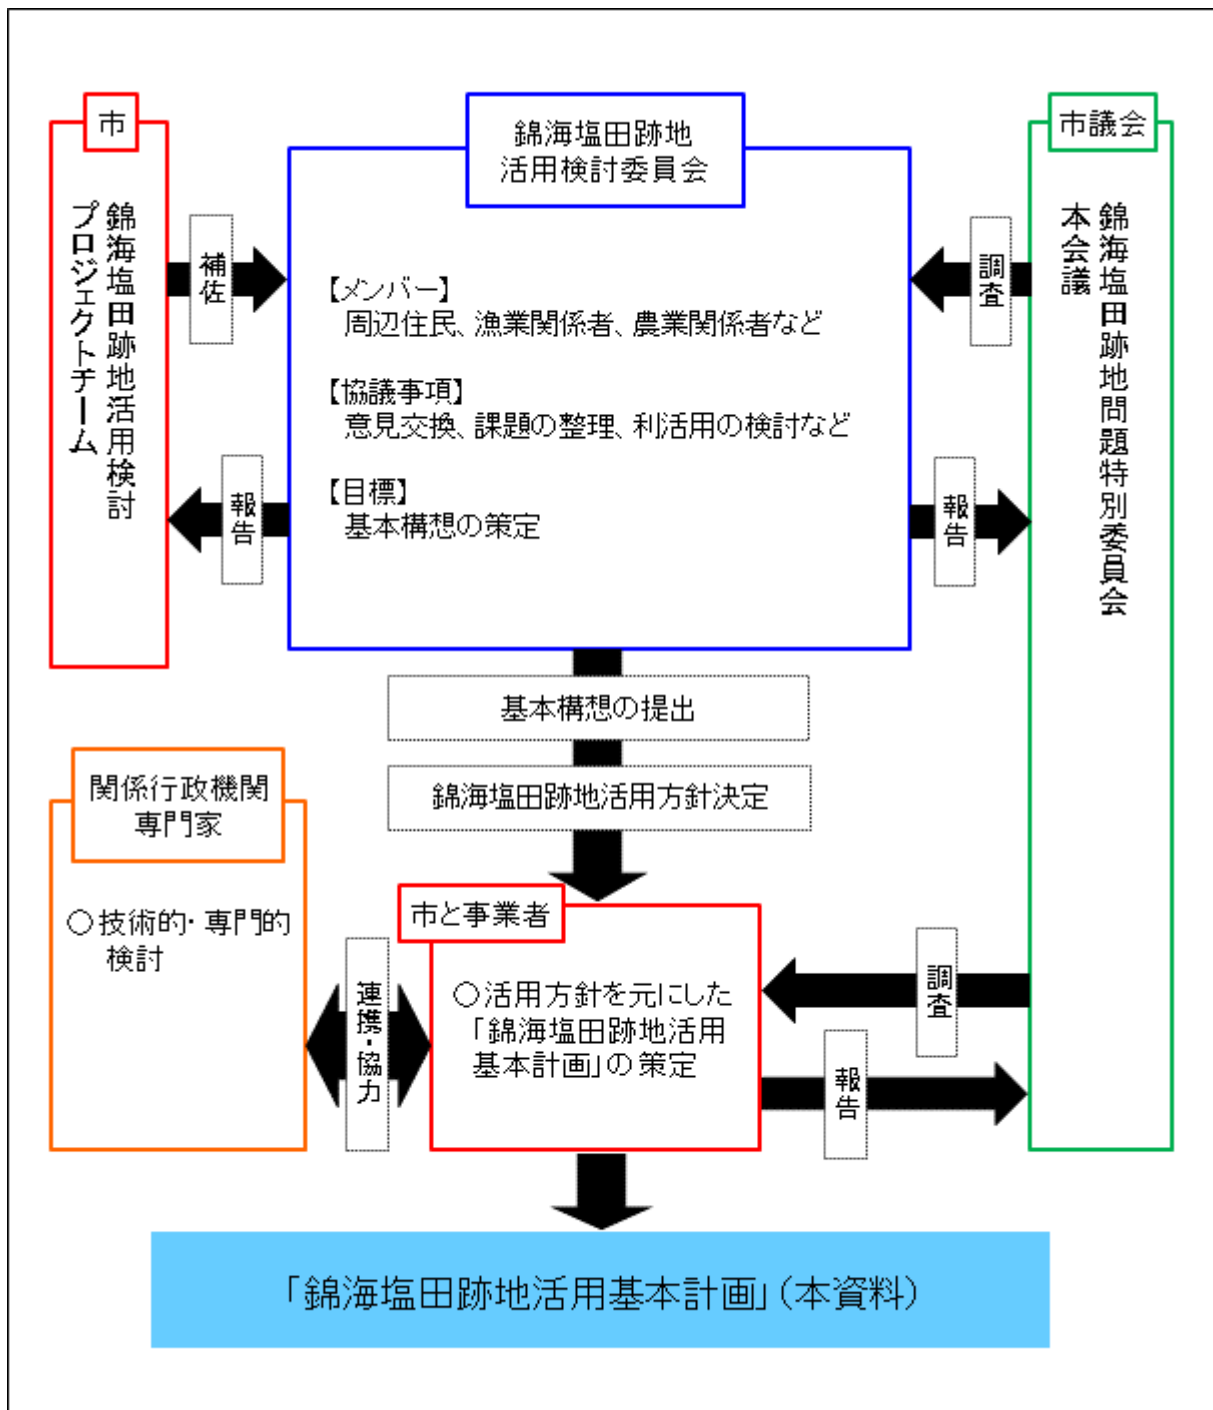 市
錦海塩田跡地活用検討
プロジェクトチーム
補佐
報告
錦海塩田跡地
活用検討委員会
【メンバー】
周辺住民、漁業関係者、農業関係者など
【協議事項】
意見交換、課題の整理、利活用の検討など
【目標】
基本構想の策定
調査
報告
市議会
錦海塩田跡地問題特別委員会
本会議
基本構想の提出
錦海塩田跡地活用方針決定
関係行政機関
専門家
○技術的・専門的
検討
連携・協力
市と事業者
○活用方針を元にした
「錦海塩田跡地活用
基本計画」の策定
調査
報告
「錦海塩田跡地活用基本計画」（本資料）